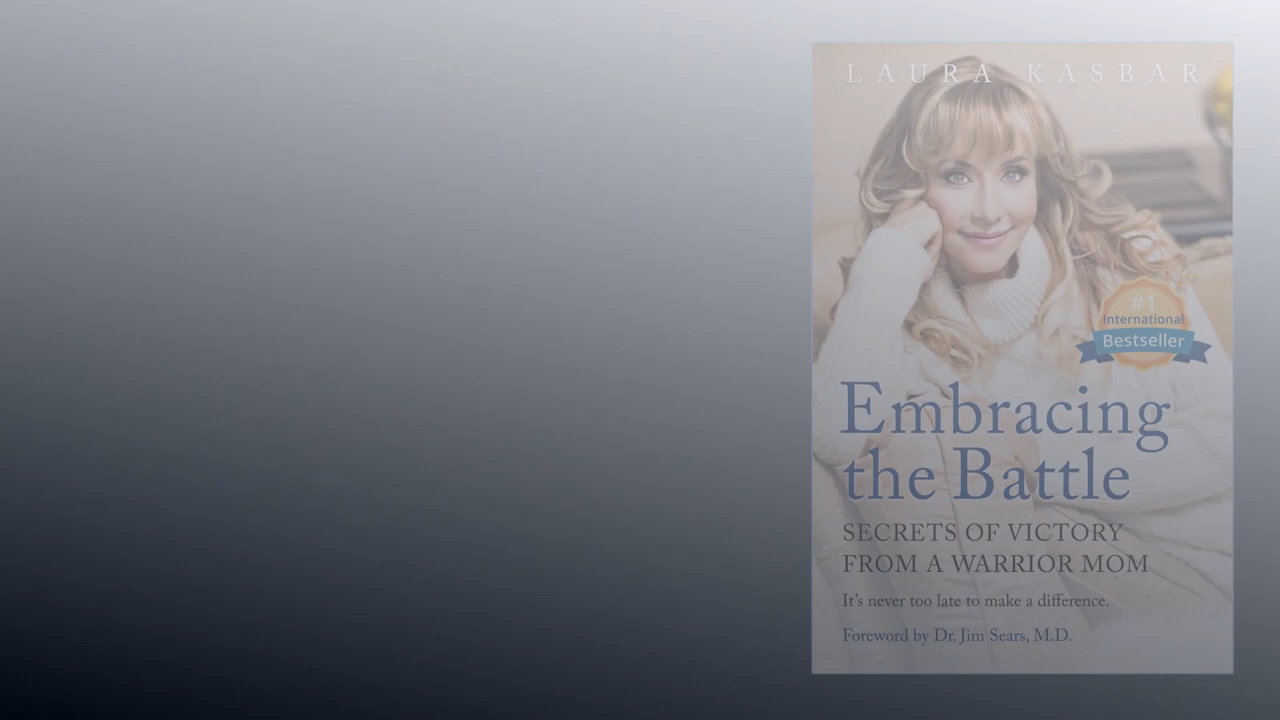 LAURA KASBAR
#1
International
Bestseller
Embracing
the Battle
SECRETS OF VICTORY
FROM A WARRIOR MOM
It's never too late to make a difference.
Foreword by Dr. Jim Sears, M.D.